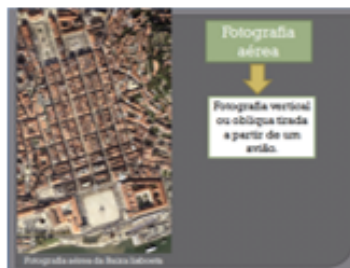 Fotografia
aérea
Fotografia vertical
ou oblíqua tirada
a partir de um
avião.
Fotografia aérea da Baixa lisboeta